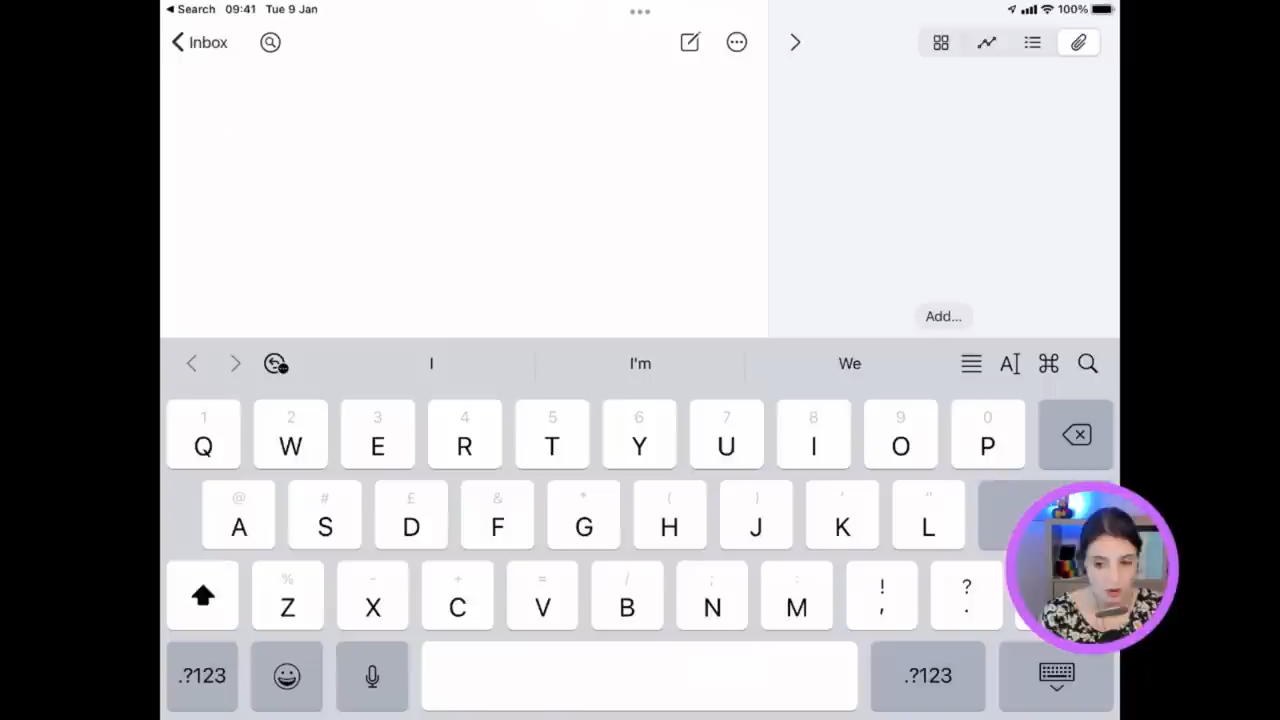 Search 09:41 Tue 9 Jan 100%
Inbox
Add...
I I'm We
1 2 3 4 5 6 7 8 9 0
Q W E R T Y U I O P
@ # £ & * ( ) ' "
A S D F G H J K L
% - + = / ; : ! ?
Z X C V B N M , .
.?123 .?123